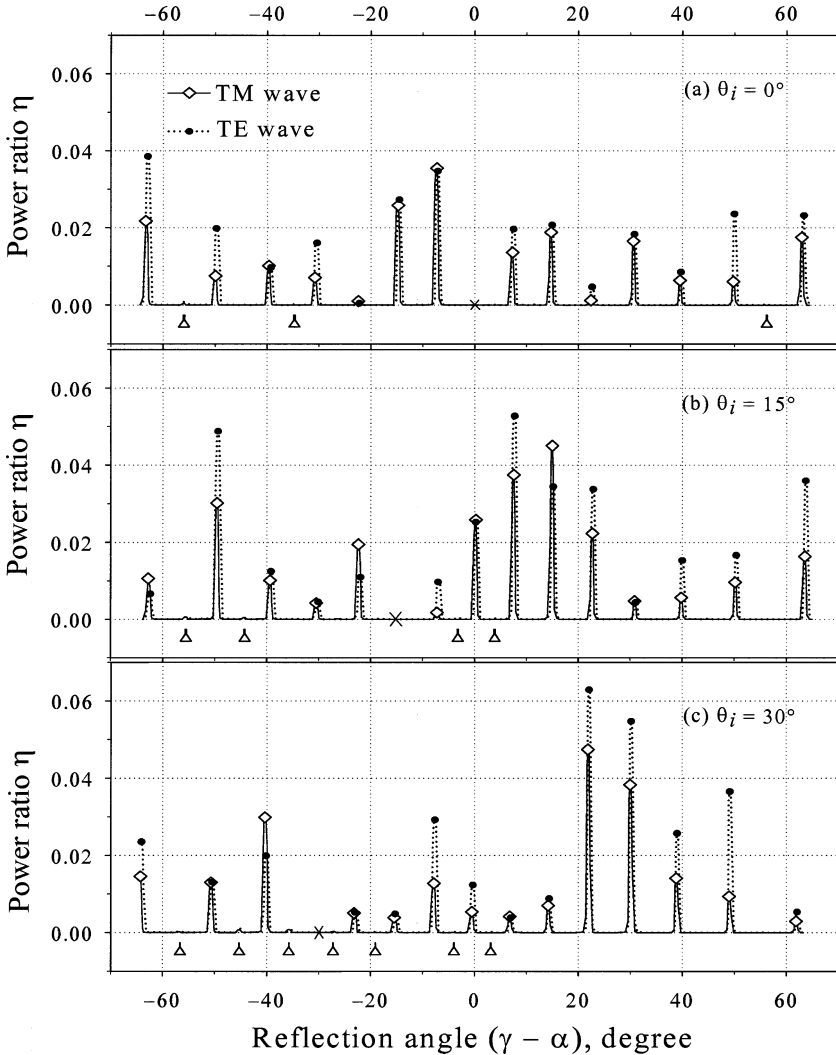 −60 −40 −20 0 20 40 60
0.06
0.04
0.02
0.00
Power ratio η
TM wave
TE wave
(a) θi = 0°
0.06
0.04
0.02
0.00
Power ratio η
(b) θi = 15°
0.06
0.04
0.02
0.00
Power ratio η
(c) θi = 30°
−60 −40 −20 0 20 40 60
Reflection angle (γ − α), degree